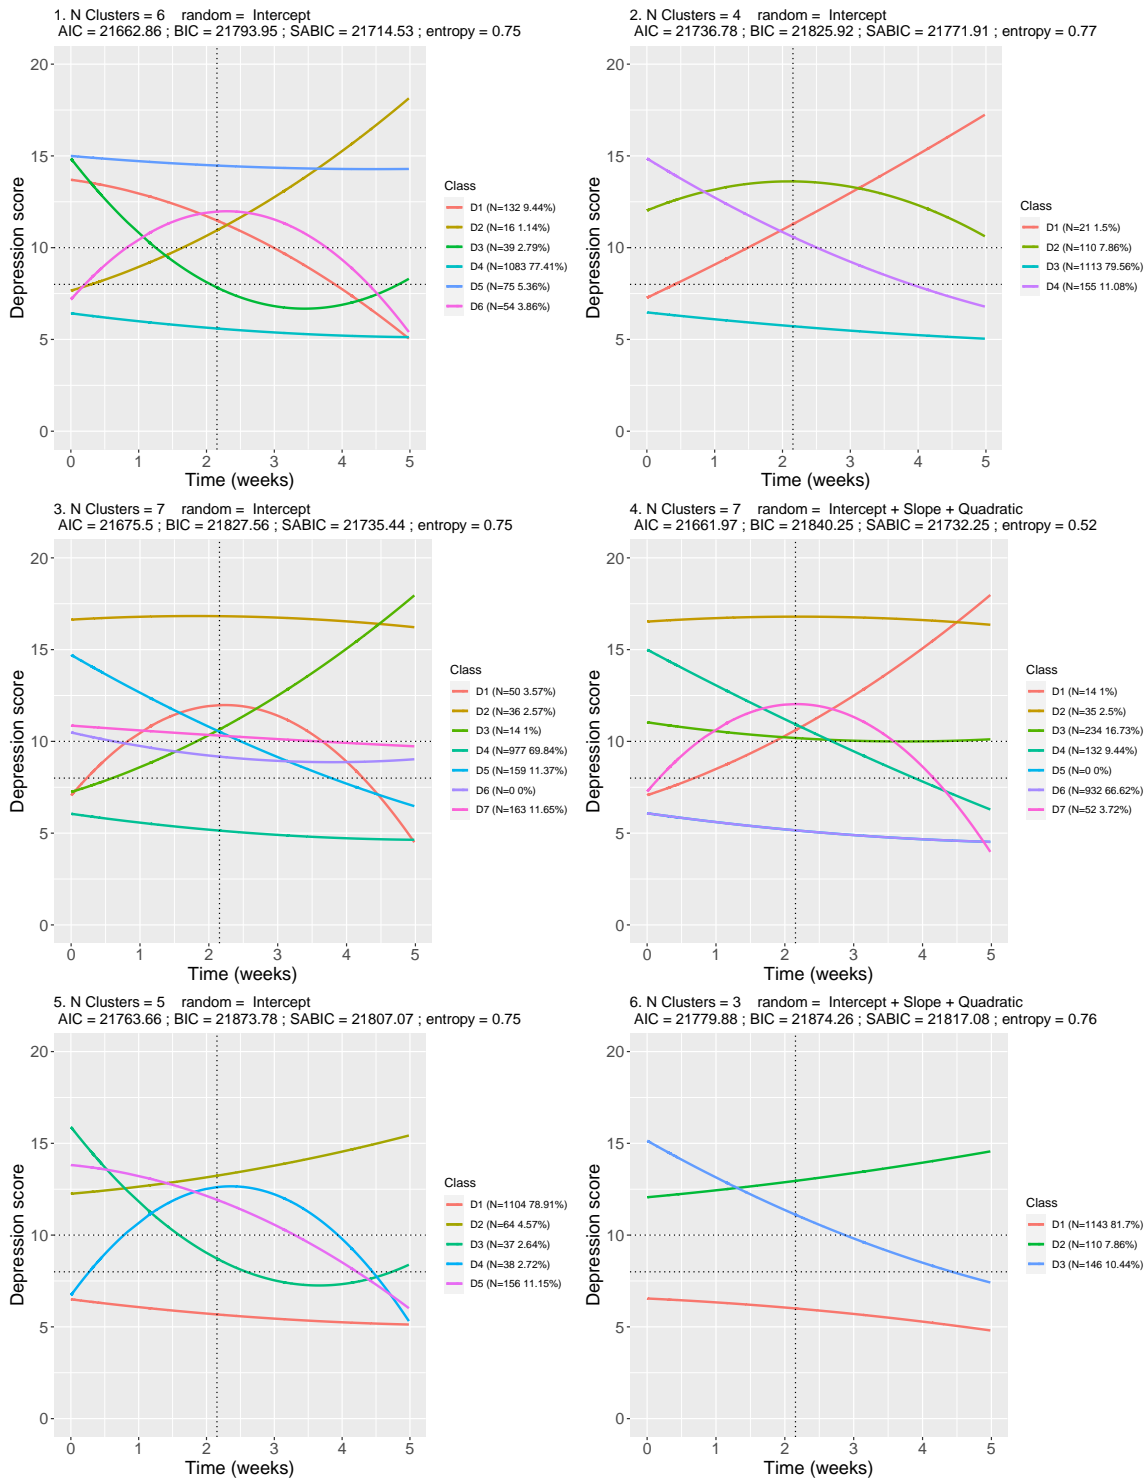 1. N Clusters = 6 random = Intercept
AIC = 21662.86 ; BIC = 21793.95 ; SABIC = 21714.53 ; entropy = 0.75
20
15
10
5
0
Depression score
0 1 2 3 4 5
Time (weeks)
Class
D1 (N=132 9.44%)
D2 (N=16 1.14%)
D3 (N=39 2.79%)
D4 (N=1083 77.41%)
D5 (N=75 5.36%)
D6 (N=54 3.86%)
2. N Clusters = 4 random = Intercept
AIC = 21736.78 ; BIC = 21825.92 ; SABIC = 21771.91 ; entropy = 0.77
20
15
10
5
0
Depression score
0 1 2 3 4 5
Time (weeks)
Class
D1 (N=21 1.5%)
D2 (N=110 7.86%)
D3 (N=1113 79.56%)
D4 (N=155 11.08%)
3. N Clusters = 7 random = Intercept
AIC = 21675.5 ; BIC = 21827.56 ; SABIC = 21735.44 ; entropy = 0.75
20
15
10
5
0
Depression score
0 1 2 3 4 5
Time (weeks)
Class
D1 (N=50 3.57%)
D2 (N=36 2.57%)
D3 (N=14 1%)
D4 (N=977 69.84%)
D5 (N=159 11.37%)
D6 (N=0 0%)
D7 (N=163 11.65%)
4. N Clusters = 7 random = Intercept + Slope + Quadratic
AIC = 21661.97 ; BIC = 21840.25 ; SABIC = 21732.25 ; entropy = 0.52
20
15
10
5
0
Depression score
0 1 2 3 4 5
Time (weeks)
Class
D1 (N=14 1%)
D2 (N=35 2.5%)
D3 (N=234 16.73%)
D4 (N=132 9.44%)
D5 (N=0 0%)
D6 (N=932 66.62%)
D7 (N=52 3.72%)
5. N Clusters = 5 random = Intercept
AIC = 21763.66 ; BIC = 21873.78 ; SABIC = 21807.07 ; entropy = 0.75
20
15
10
5
0
Depression score
0 1 2 3 4 5
Time (weeks)
Class
D1 (N=1104 78.91%)
D2 (N=64 4.57%)
D3 (N=37 2.64%)
D4 (N=38 2.72%)
D5 (N=156 11.15%)
6. N Clusters = 3 random = Intercept + Slope + Quadratic
AIC = 21779.88 ; BIC = 21874.26 ; SABIC = 21817.08 ; entropy = 0.76
20
15
10
5
0
Depression score
0 1 2 3 4 5
Time (weeks)
Class
D1 (N=1143 81.7%)
D2 (N=110 7.86%)
D3 (N=146 10.44%)